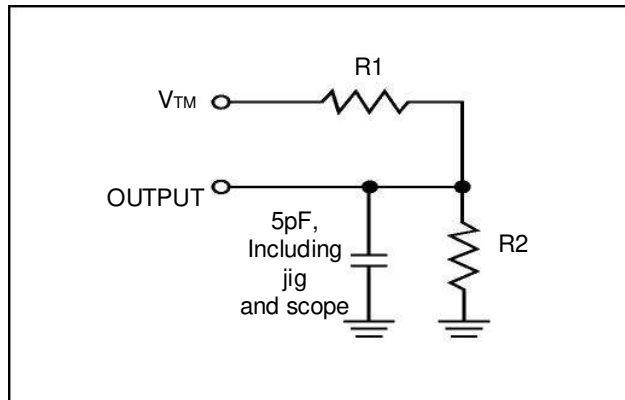 R1
VTM
OUTPUT
5pF,
Including
jig
and scope
R2